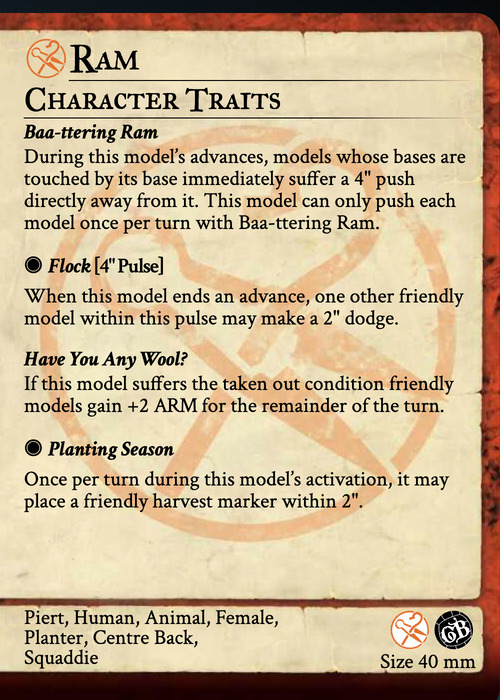 Ram
Character Traits
Baa-ttering Ram
During this model's advances, models whose bases are
touched by its base immediately suffer a 4" push
directly away from it. This model can only push each
model once per turn with Baa-ttering Ram.
Flock [4" Pulse]
When this model ends an advance, one other friendly
model within this pulse may make a 2" dodge.
Have You Any Wool?
If this model suffers the taken out condition friendly
models gain +2 ARM for the remainder of the turn.
Planting Season
Once per turn during this model's activation, it may
place a friendly harvest marker within 2".
Piert, Human, Animal, Female,
Planter, Centre Back,
Squaddie
GB
Size 40 mm